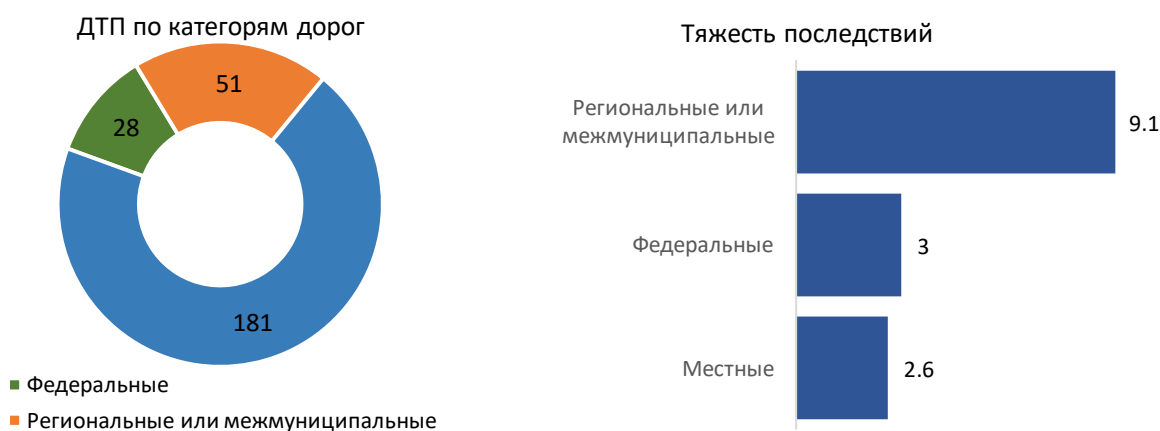 ДТП по категорям дорог
51
28
181
Федеральные
Региональные или межмуниципальные
Тяжесть последствий
Региональные или
межмуниципальные
9.1
Федеральные
3
Местные
2.6